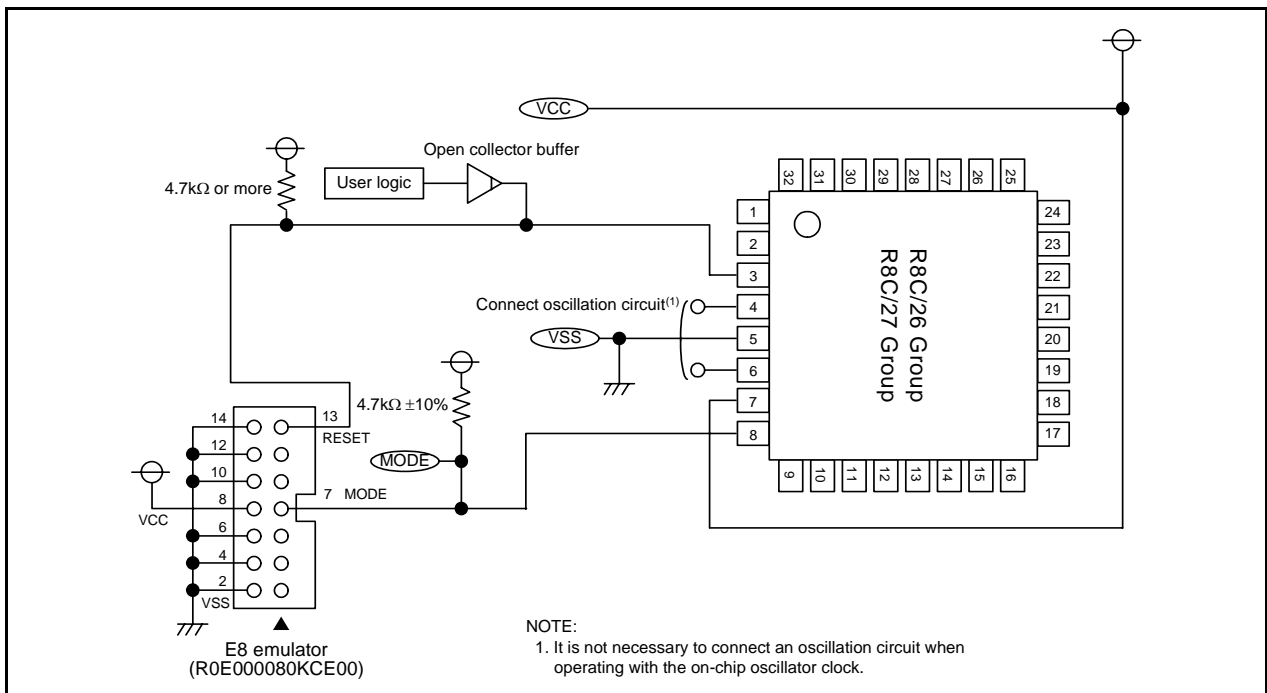 VCC
Open collector buffer
4.7kΩ or more
User logic
32 31 30 29 28 27 26 25
1
2
3
4
5
6
7
8
24
23
22
21
20
19
18
17
9 10 11 12 13 14 15 16
R8C/26 Group
R8C/27 Group
Connect oscillation circuit(1)
VSS
4.7kΩ ±10%
MODE
14
13
RESET
12
10
8
7 MODE
VCC
6
4
2
VSS
E8 emulator
(R0E000080KCE00)
NOTE:
1. It is not necessary to connect an oscillation circuit when
operating with the on-chip oscillator clock.